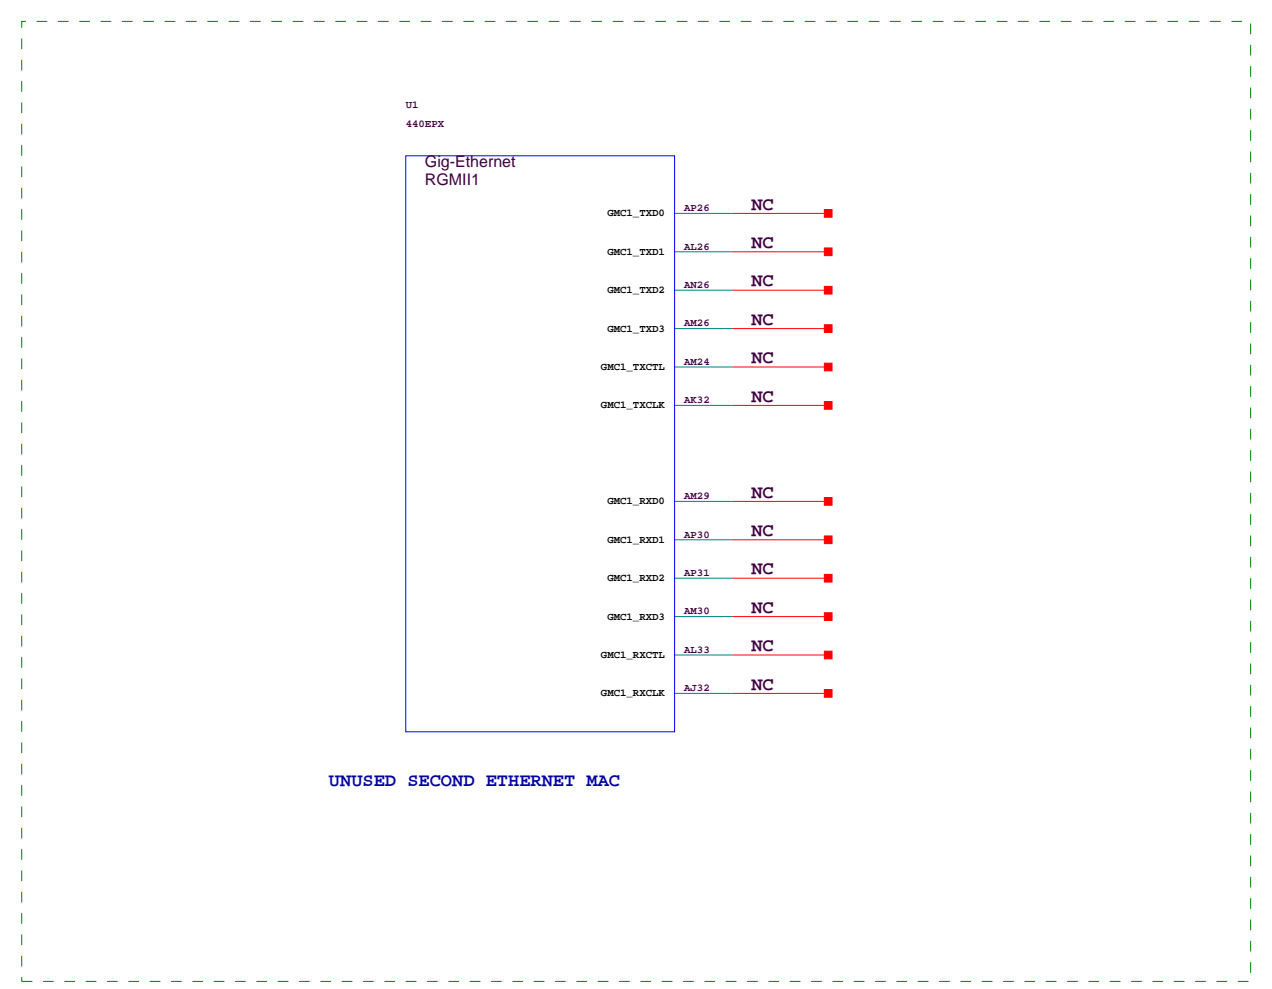 U1
440EPX
Gig-Ethernet
RGMII1
GMC1_TXD0 AP26 NC
GMC1_TXD1 AL26 NC
GMC1_TXD2 AN26 NC
GMC1_TXD3 AM26 NC
GMC1_TXCTL AM24 NC
GMC1_TXCLK AK32 NC
GMC1_RXD0 AM29 NC
GMC1_RXD1 AP30 NC
GMC1_RXD2 AP31 NC
GMC1_RXD3 AM30 NC
GMC1_RXCTL AL33 NC
GMC1_RXCLK AJ32 NC
UNUSED SECOND ETHERNET MAC